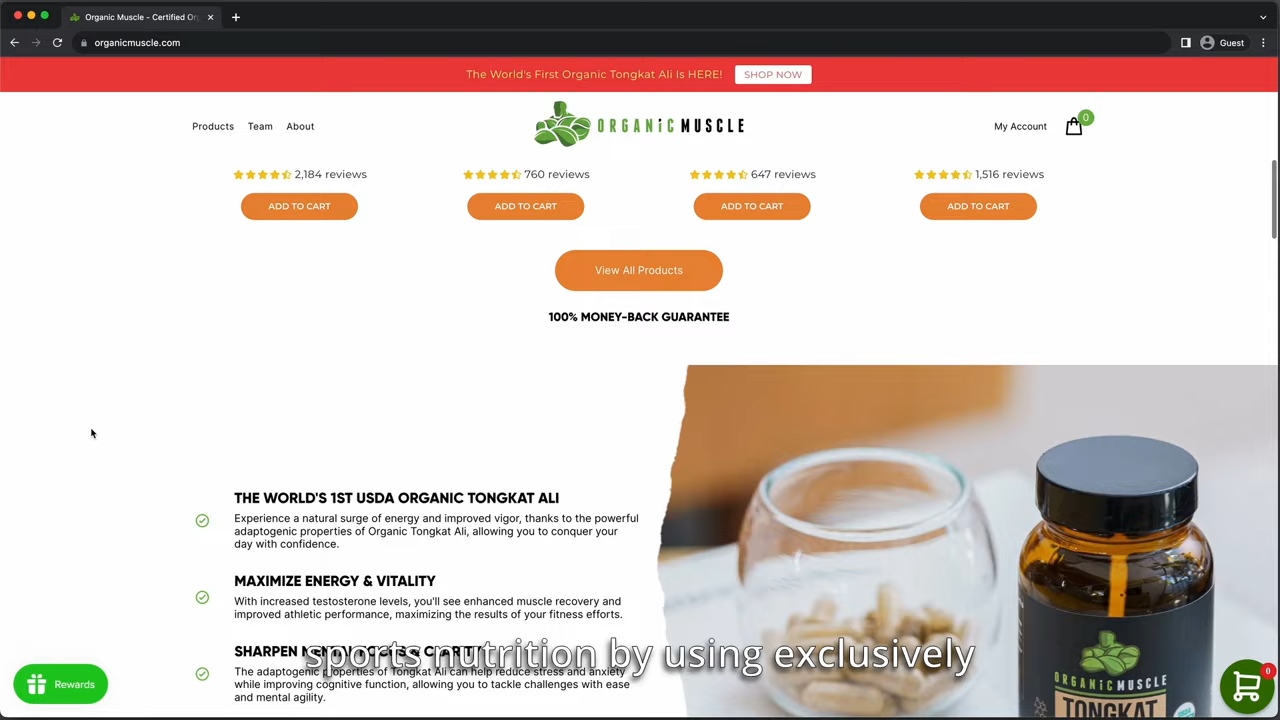 Organic Muscle - Certified Or
organicmuscle.com
Guest
The World's First Organic Tongkat Ali Is HERE!
SHOP NOW
Products
Team
About
ORGANiC MUSCLE
My Account
0
2,184 reviews
760 reviews
647 reviews
1,516 reviews
ADD TO CART
ADD TO CART
ADD TO CART
ADD TO CART
View All Products
100% MONEY-BACK GUARANTEE
THE WORLD'S 1ST USDA ORGANIC TONGKAT ALI
Experience a natural surge of energy and improved vigor, thanks to the powerful
adaptogenic properties of Organic Tongkat Ali, allowing you to conquer your
day with confidence.
MAXIMIZE ENERGY & VITALITY
With increased testosterone levels, you'll see enhanced muscle recovery and
improved athletic performance, maximizing the results of your fitness efforts.
SHARPEN MENTAL
The adaptogenic properties of Tongkat Ali can help reduce stress and anxiety
while improving cognitive function, allowing you to tackle challenges with ease
and mental agility.
sports nutrition by using exclusively
Rewards
ORGANiC MUSCLE
TONGKAT
0